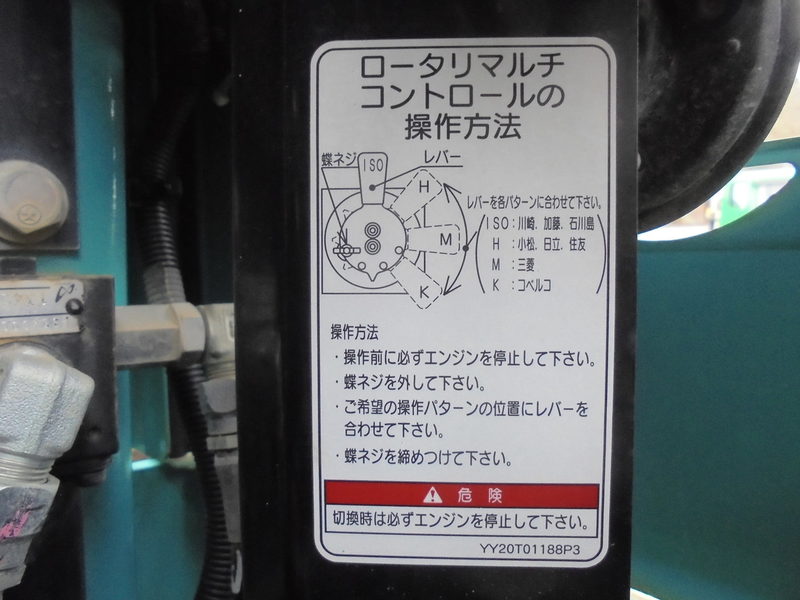 ロータリマルチ
コントロールの
操作方法
蝶ネジ
ISO
レバー
H
M
K
レバーを各パターンに合わせて下さい。
ISO：川崎、加藤、石川島
H ：小松、日立、住友
M ：三菱
K ：コベルコ
操作方法
・操作前に必ずエンジンを停止して下さい。
・蝶ネジを外して下さい。
・ご希望の操作パターンの位置にレバーを
合わせて下さい。
・蝶ネジを締めつけて下さい。
危 険
切換時は必ずエンジンを停止して下さい。
YY20T01188P3